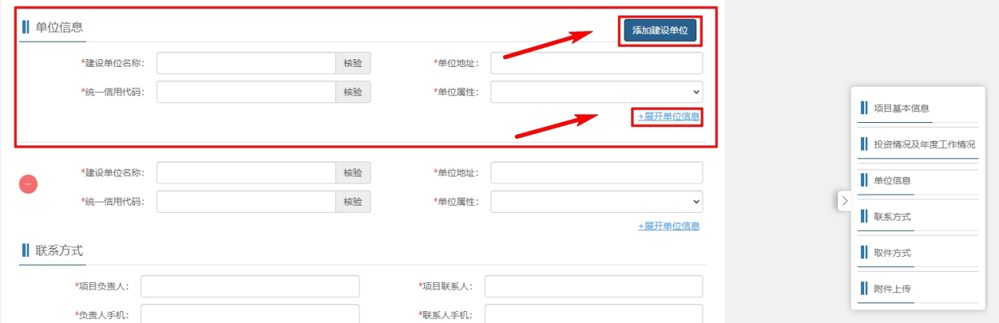 单位信息
添加建设单位
*建设单位名称: 核验 *单位地址:
*统一信用代码: 核验 *单位属性:
+展开单位信息
*建设单位名称: 核验 *单位地址:
*统一信用代码: 核验 *单位属性:
+展开单位信息
联系方式
*项目负责人: *项目联系人:
*负责人手机: *联系人手机:
项目基本信息
投资情况及年度工作情况
单位信息
联系方式
取件方式
附件上传